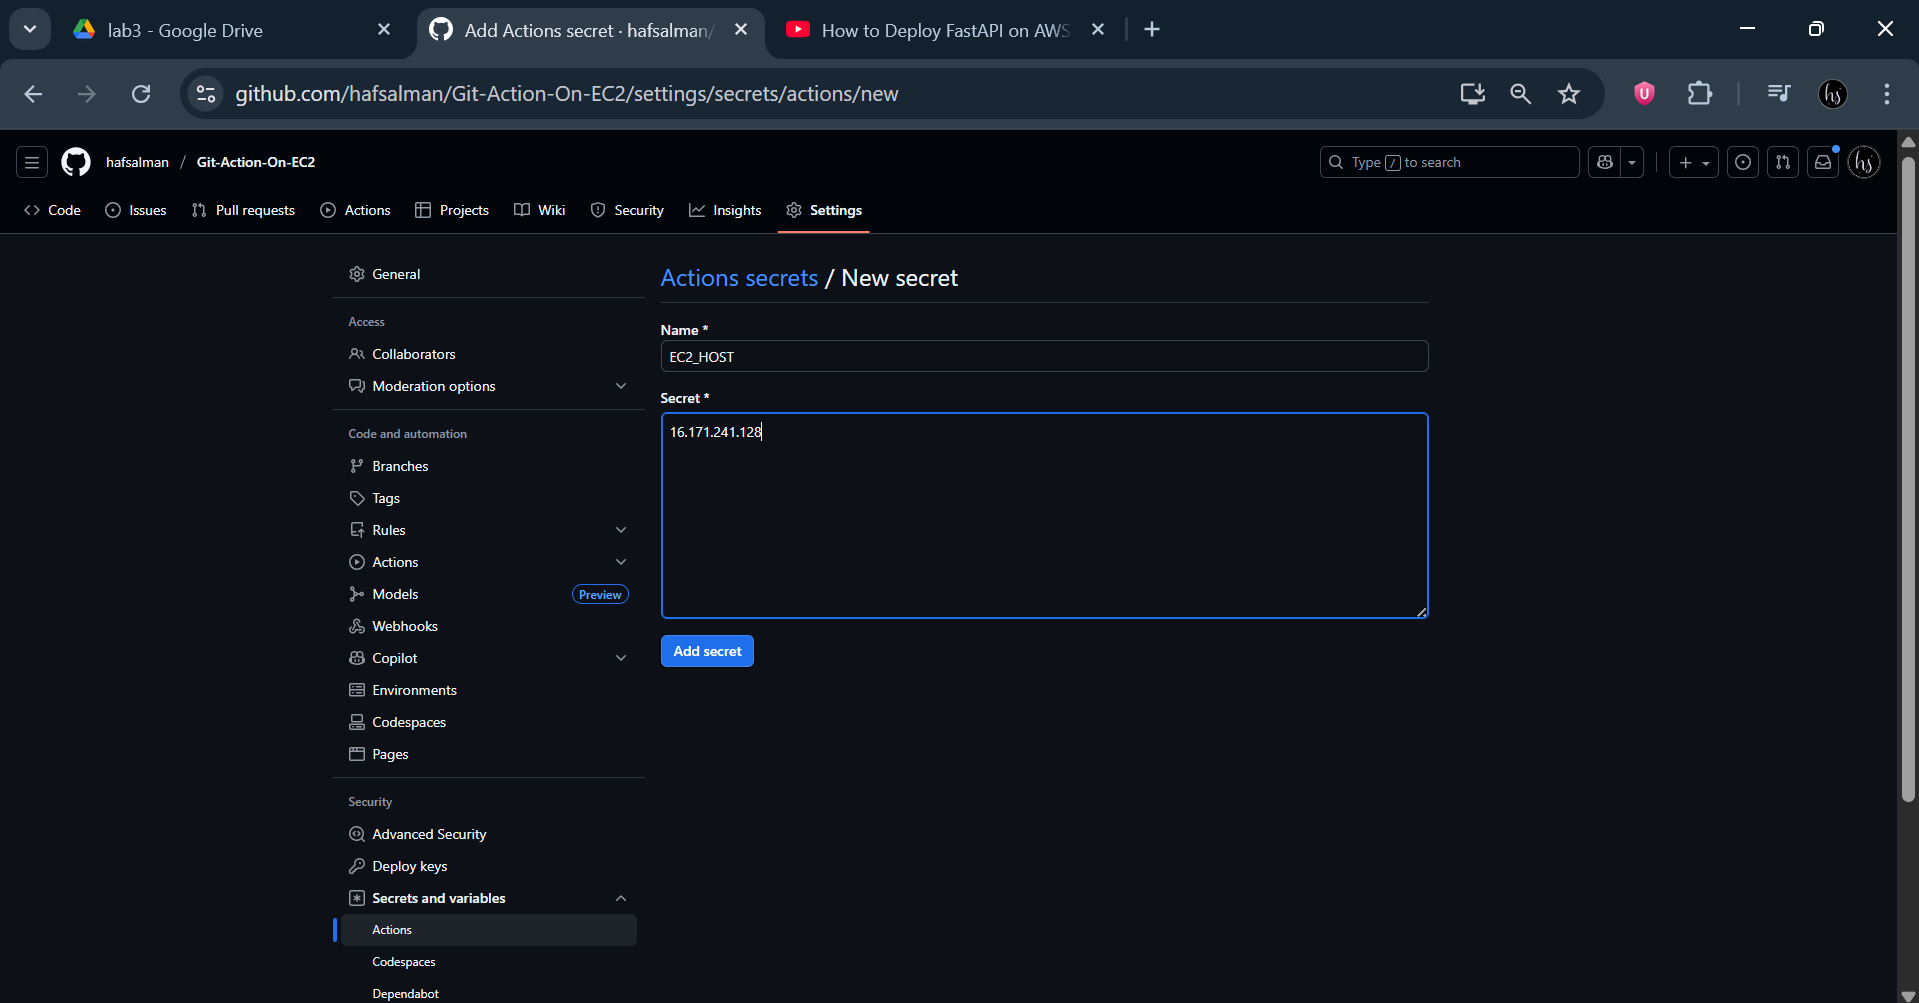 lab3 - Google Drive
Add Actions secret · hafsalman/
How to Deploy FastAPI on AWS
github.com/hafsalman/Git-Action-On-EC2/settings/secrets/actions/new
hafsalman / Git-Action-On-EC2
Type / to search
Code
Issues
Pull requests
Actions
Projects
Wiki
Security
Insights
Settings
General
Access
Collaborators
Moderation options
Code and automation
Branches
Tags
Rules
Actions
Models
Preview
Webhooks
Copilot
Environments
Codespaces
Pages
Security
Advanced Security
Deploy keys
Secrets and variables
Actions
Codespaces
Dependabot
Actions secrets / New secret
Name *
EC2_HOST
Secret *
16.171.241.128
Add secret